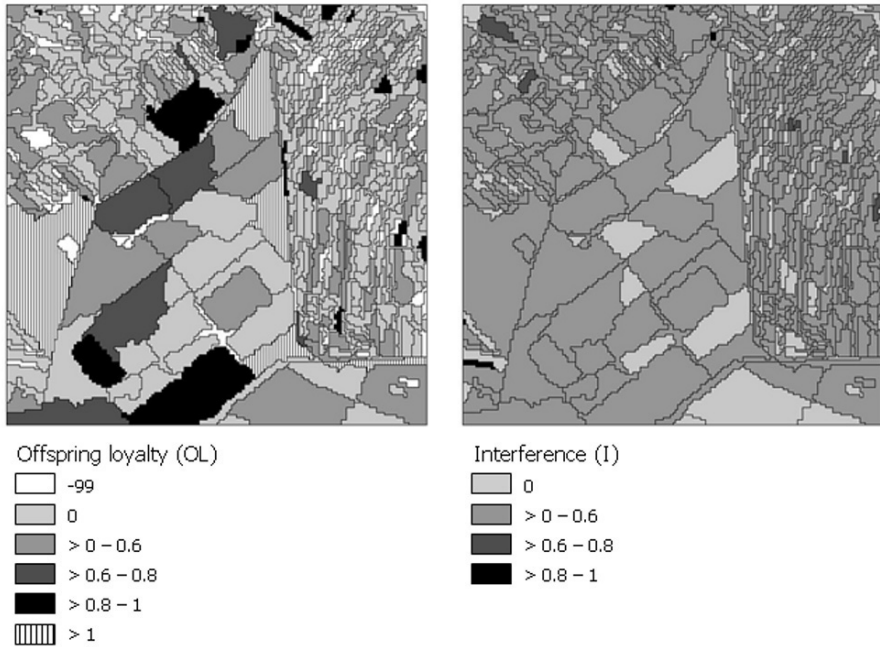 Offspring loyalty (OL)
-99
0
> 0 – 0.6
> 0.6 – 0.8
> 0.8 – 1
> 1
Interference (I)
0
> 0 – 0.6
> 0.6 – 0.8
> 0.8 – 1